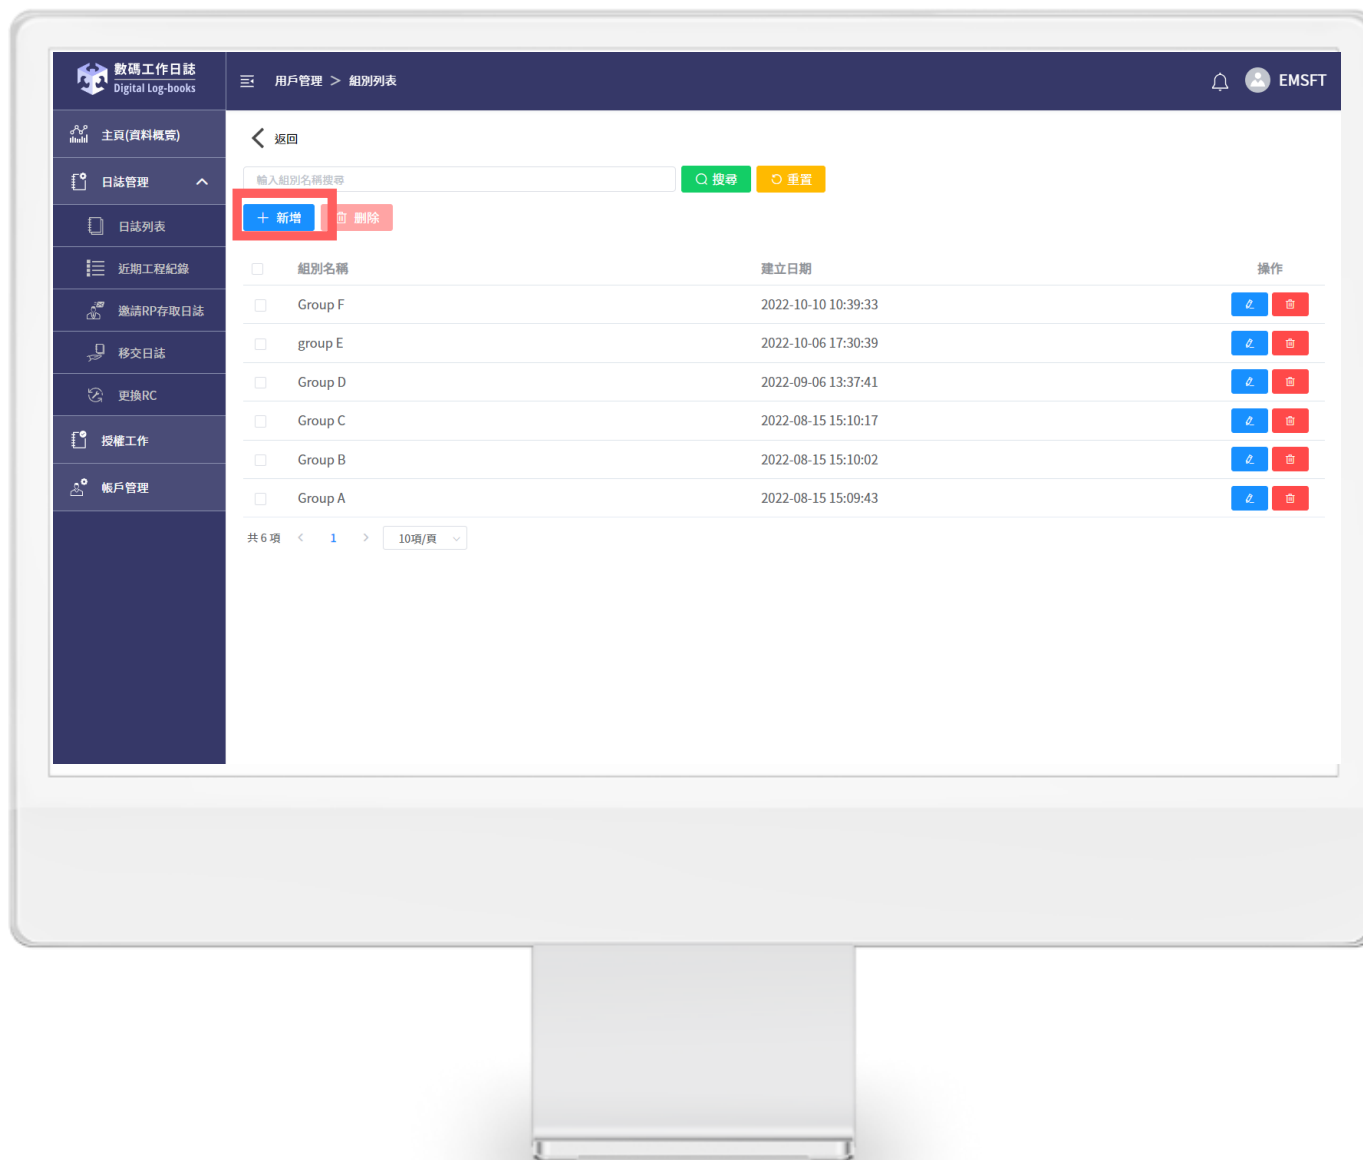 數碼工作日誌
Digital Log-books
用戶管理 > 組別列表
EMSFT
主頁(資料概覽)
日誌管理
日誌列表
近期工程紀錄
邀請RP存取日誌
移交日誌
更換RC
授權工作
帳戶管理
返回
輸入組別名稱搜尋
搜尋
重置
+ 新增
刪除
組別名稱 建立日期 操作
Group F 2022-10-10 10:39:33
group E 2022-10-06 17:30:39
Group D 2022-09-06 13:37:41
Group C 2022-08-15 15:10:17
Group B 2022-08-15 15:10:02
Group A 2022-08-15 15:09:43
共 6 項 < 1 > 10項/頁